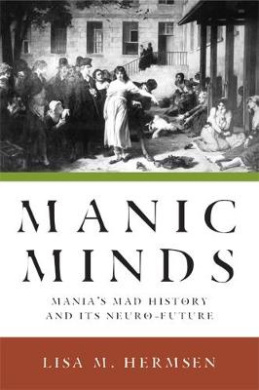 MANIC
MINDS
MANIA'S MAD HISTORY
AND ITS NEURO-FUTURE
LISA M. HERMSEN